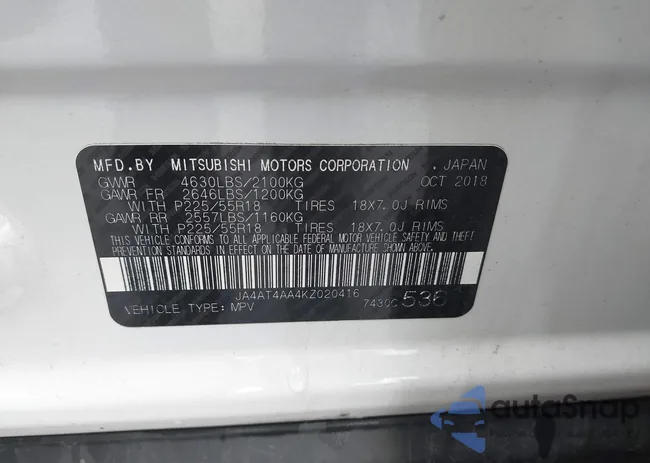 MFD.BY MITSUBISHI MOTORS CORPORATION . JAPAN
GVWR 4630LBS/2100KG OCT 2018
GAWR FR 2646LBS/1200KG
WITH P225/55R18 TIRES 18X7.0J RIMS
GAWR RR 2557LBS/1160KG
WITH P225/55R18 TIRES 18X7.0J RIMS
THIS VEHICLE CONFORMS TO ALL APPLICABLE FEDERAL MOTOR VEHICLE SAFETY AND
STANDARDS IN EFFECT ON THE DATE OF MANUFACTURE SHOWN ABOVE.
JA4AT4AA4KZ020416
VEHICLE TYPE: MPV 7430C 536
autoSnap